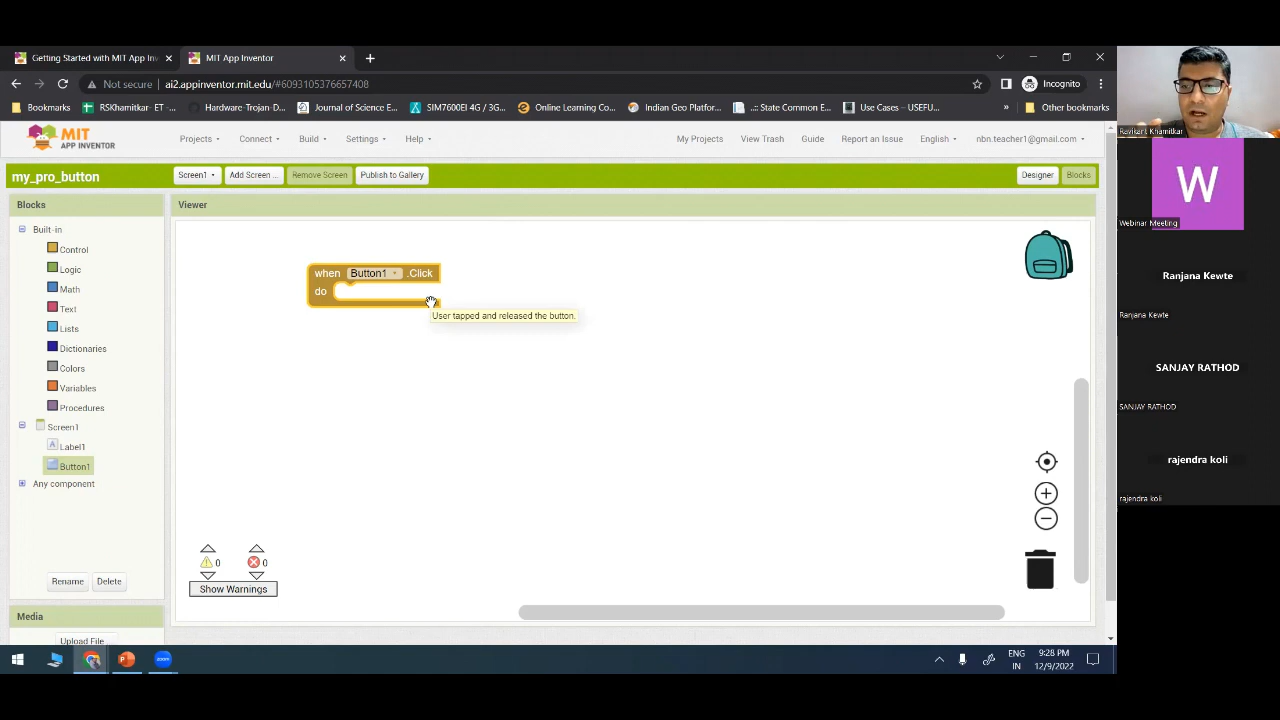 Getting Started with MIT App Inv
MIT App Inventor
Not secure
ai2.appinventor.mit.edu/#6093105376657408
Incognito
Bookmarks
RSKhamitkar - ET -...
Hardware-Trojan-D...
Journal of Science E...
SIM7600E 4G / 3G...
Online Learning Co...
Indian Geo Platfor...
..: State Common E...
Use Cases – USEFU...
Other bookmarks
MIT
APP INVENTOR
Projects
Connect
Build
Settings
Help
My Projects
View Trash
Guide
Report an Issue
English
nbn.teacher1@gmail.com
my_pro_button
Screen1
Add Screen ...
Remove Screen
Publish to Gallery
Designer
Blocks
Blocks
Viewer
Built-in
Control
Logic
Math
Text
Lists
Dictionaries
Colors
Variables
Procedures
Screen1
Label1
Button1
Any component
Rename
Delete
Media
Upload File
when Button1 .Click
do
User tapped and released the button.
0
0
Show Warnings
Ravikant Khamitkar
W
Webinar Meeting
Ranjana Kewte
Ranjana Kewte
SANJAY RATHOD
SANJAY RATHOD
rajendra koli
rajendra koli
zoom
ENG
IN
9:28 PM
12/9/2022